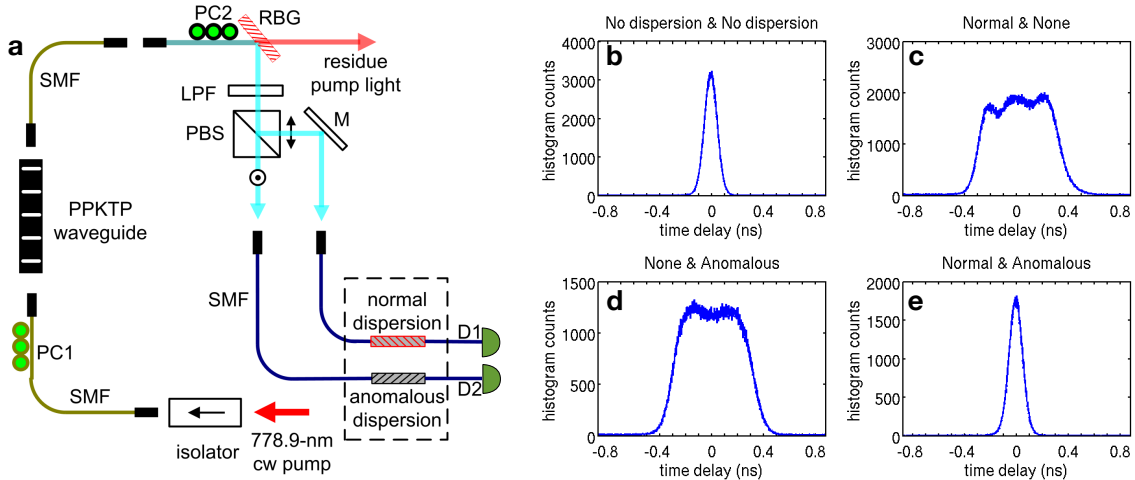 a
PC2
RBG
SMF
residue
pump light
LPF
M
PBS
PPKTP
waveguide
SMF
normal
dispersion
D1
D2
anomalous
dispersion
PC1
SMF
isolator
778.9-nm
cw pump
No dispersion & No dispersion
b
4000
3000
2000
1000
0
histogram counts
-0.8 -0.4 0 0.4 0.8
time delay (ns)
Normal & None
c
3000
2000
1000
0
histogram counts
-0.8 -0.4 0 0.4 0.8
time delay (ns)
None & Anomalous
d
1500
1000
500
0
histogram counts
-0.8 -0.4 0 0.4 0.8
time delay (ns)
Normal & Anomalous
e
2000
1500
1000
500
0
histogram counts
-0.8 -0.4 0 0.4 0.8
time delay (ns)